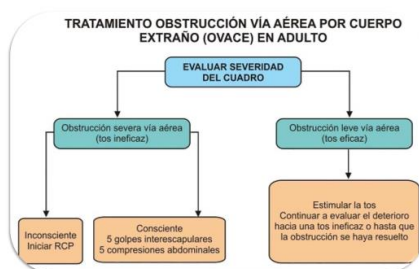 TRATAMIENTO OBSTRUCCIÓN VÍA AÉREA POR CUERPO
EXTRAÑO (OVACE) EN ADULTO
EVALUAR SEVERIDAD
DEL CUADRO
Obstrucción severa vía aérea
(tos ineficaz)
Obstrucción leve vía aérea
(tos eficaz)
Inconsciente
Iniciar RCP
Consciente
5 golpes interescapulares
5 compresiones abdominales
Estimular la tos
Continuar a evaluar el deterioro
hacia una tos ineficaz o hasta que
la obstrucción se haya resuelto